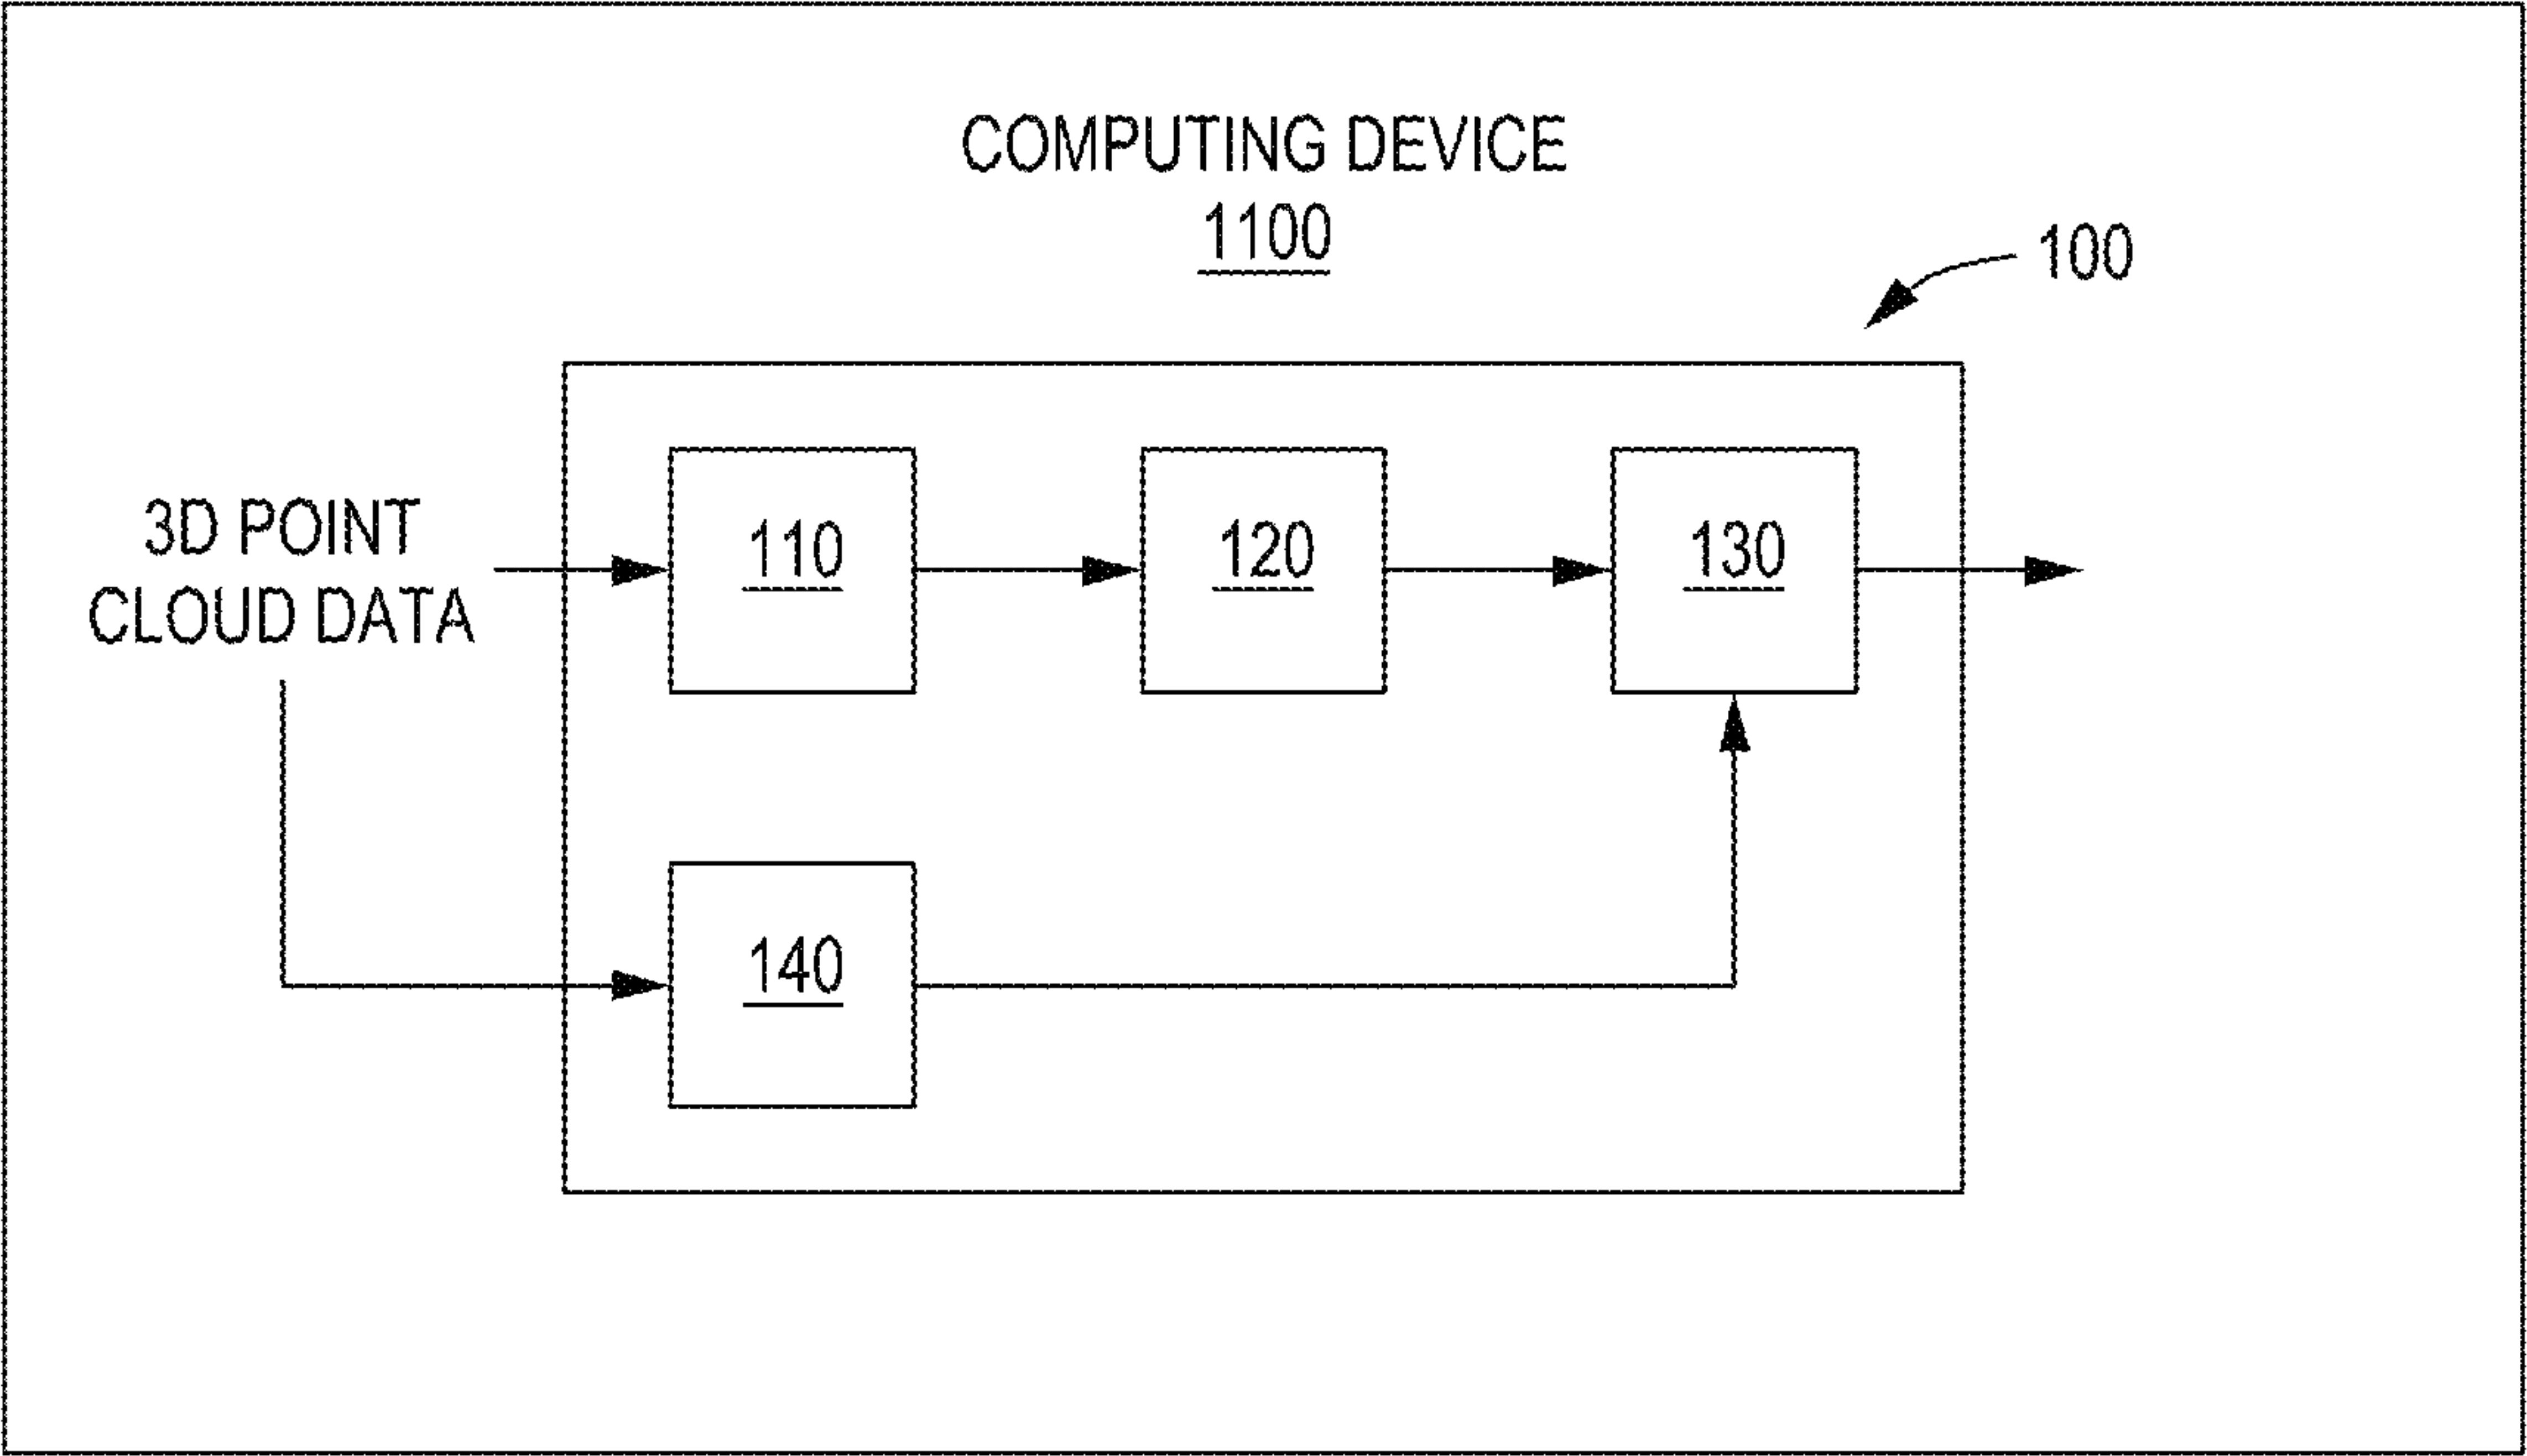 COMPUTING DEVICE
1100
100
3D POINT
CLOUD DATA
110
120
130
140